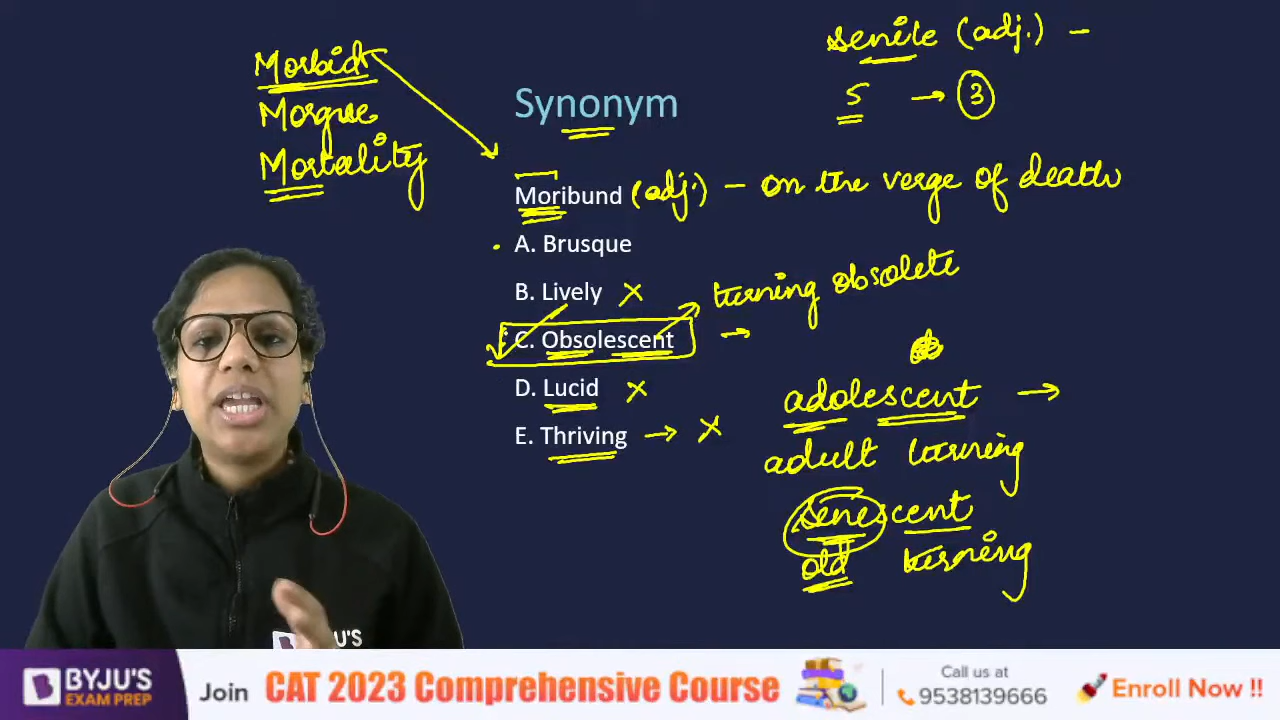 Morbid
Morgue
Mortality
senile (adj.) –
5 → 3
Synonym
Moribund (adj.) – on the verge of death
A. Brusque
B. Lively ×
turning obsolete
C. Obsolescent →
D. Lucid ×
E. Thriving → ×
adolescent →
adult turning
senescent
old turning
BYJU'S
BYJU'S
EXAM PREP
Join CAT 2023 Comprehensive Course
Call us at
9538139666
Enroll Now !!